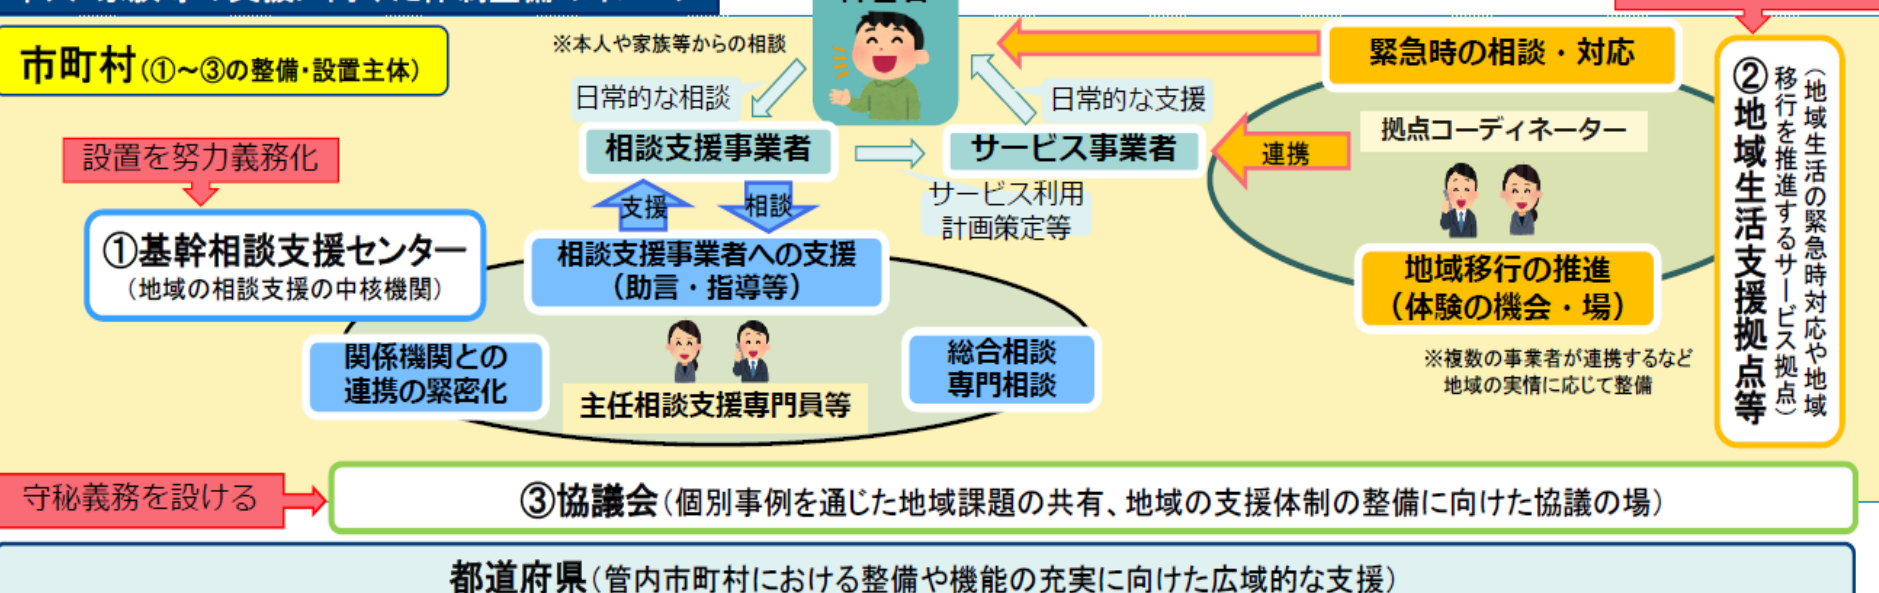 市町村(①～③の整備・設置主体)
※本人や家族等からの相談
日常的な相談
日常的な支援
緊急時の相談・対応
相談支援事業者
サービス事業者
連携
拠点コーディネーター
設置を努力義務化
支援
相談
サービス利用
計画策定等
①基幹相談支援センター
(地域の相談支援の中核機関)
相談支援事業者への支援
(助言・指導等)
地域移行の推進
(体験の機会・場)
②地域生活支援拠点等
(地域生活の緊急時対応や地域
移行を推進するサービス拠点)
関係機関との
連携の緊密化
総合相談
専門相談
主任相談支援専門員等
※複数の事業者が連携するなど
地域の実情に応じて整備
守秘義務を設ける
③協議会(個別事例を通じた地域課題の共有、地域の支援体制の整備に向けた協議の場)
都道府県(管内市町村における整備や機能の充実に向けた広域的な支援)